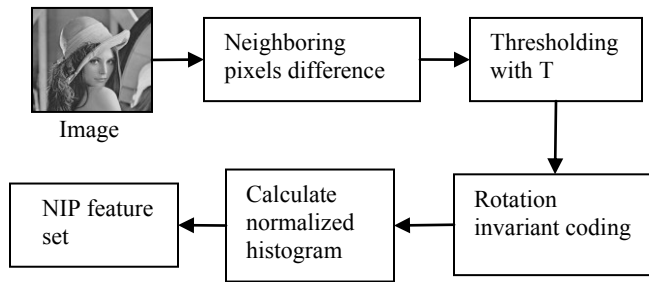 Neighboring
pixels difference
Thresholding
with T
Image
Rotation
invariant coding
Calculate
normalized
histogram
NIP feature
set